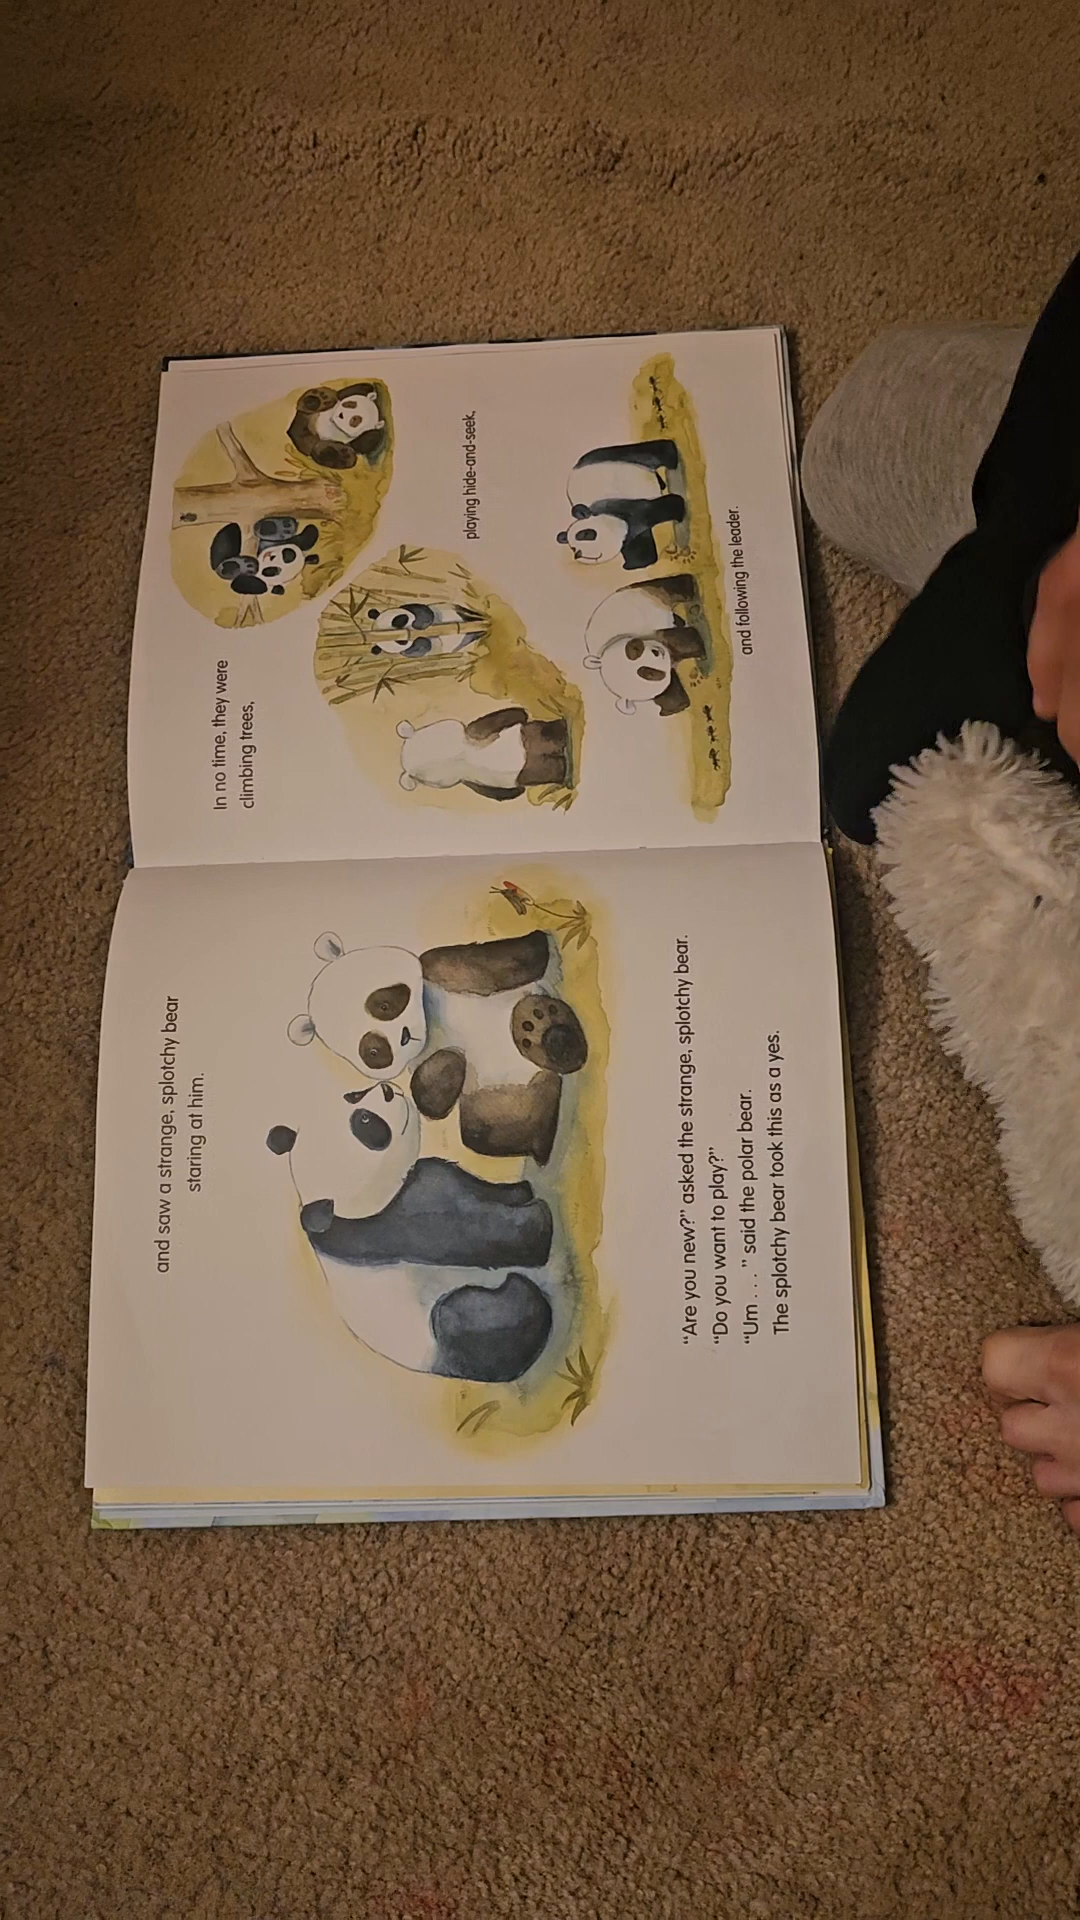 and saw a strange, splotchy bear
staring at him.
“Are you new?” asked the strange, splotchy bear.
“Do you want to play?”
“Um . . . ” said the polar bear.
The splotchy bear took this as a yes.
In no time, they were
climbing trees,
playing hide-and-seek,
and following the leader.